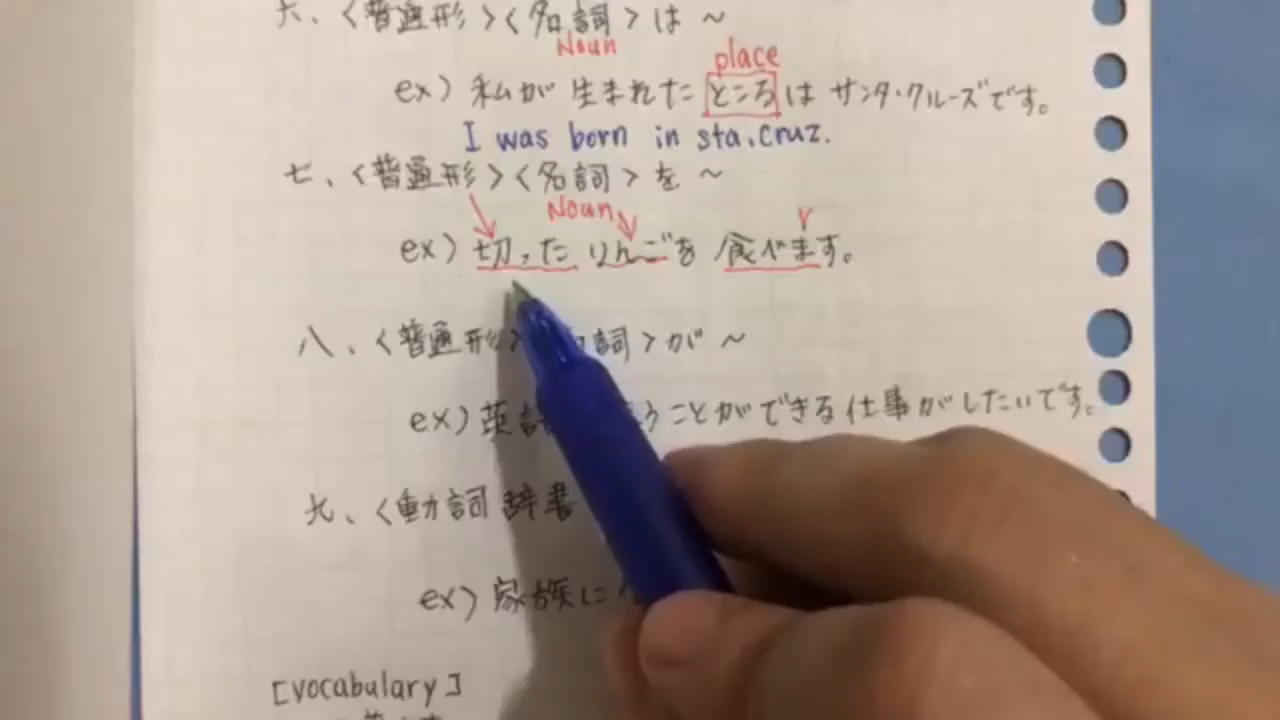 六、<普通形><名詞>は～
Noun
place
ex) 私が 生まれた ところ は サンタ・クルーズです。
I was born in sta.cruz.
七、<普通形><名詞>を～
Noun
V
ex) 切った りんごを 食べます。
八、<普通形> 詞>が～
ex) 英語 うことができる仕事がしたいです。
九、<動詞 辞書
ex) 家族に
[vocabulary]